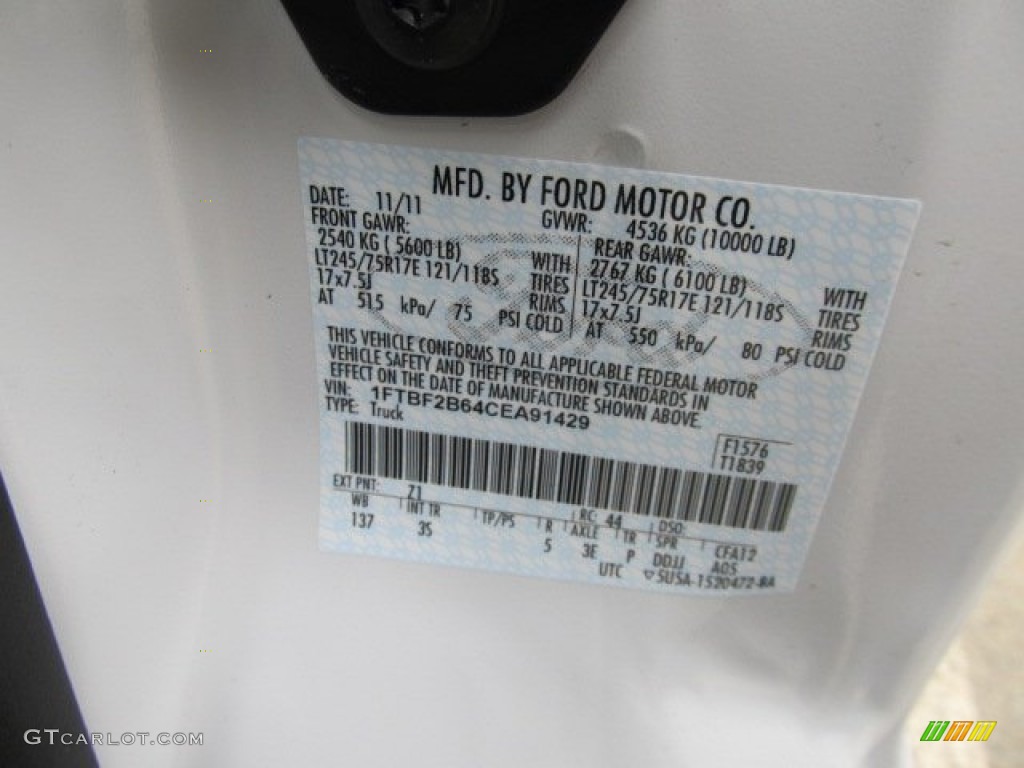 MFD. BY FORD MOTOR CO.
DATE: 11/11 GVWR: 4536 KG (10000 LB)
FRONT GAWR: REAR GAWR:
2540 KG ( 5600 LB) WITH 2767 KG ( 6100 LB) WITH
LT245/75R17E 121/118S TIRES LT245/75R17E 121/118S TIRES
17x7.5J RIMS 17x7.5J RIMS
AT 515 kPa/ 75 PSI COLD AT 550 kPa/ 80 PSI COLD
THIS VEHICLE CONFORMS TO ALL APPLICABLE FEDERAL MOTOR
VEHICLE SAFETY AND THEFT PREVENTION STANDARDS IN
EFFECT ON THE DATE OF MANUFACTURE SHOWN ABOVE.
VIN: 1FTBF2B64CEA91429
TYPE: Truck
F1576
T1839
EXT PNT: Z1 RC: 44 DSO:
WB INT TR TP/PS R AXLE TR SPR CFA12
137 3S 5 3E P DDJJ A05
UTC ▽SUSA-1520472-BA
GTCARLOT.COM